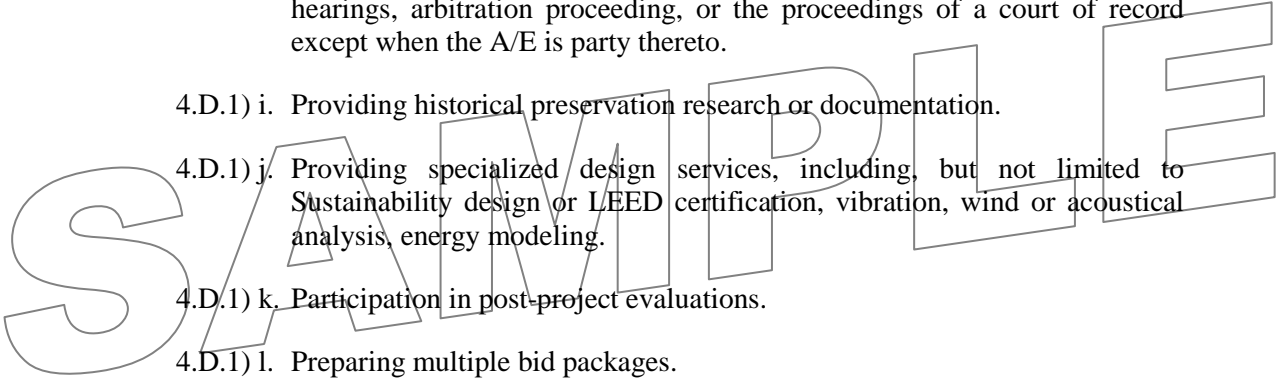 hearings, arbitration proceeding, or the proceedings of a court of record
except when the A/E is party thereto.
4.D.1) i. Providing historical preservation research or documentation.
4.D.1) j. Providing specialized design services, including, but not limited to
Sustainability design or LEED certification, vibration, wind or acoustical
analysis, energy modeling.
4.D.1) k. Participation in post-project evaluations.
4.D.1) l. Preparing multiple bid packages.
SAMPLE